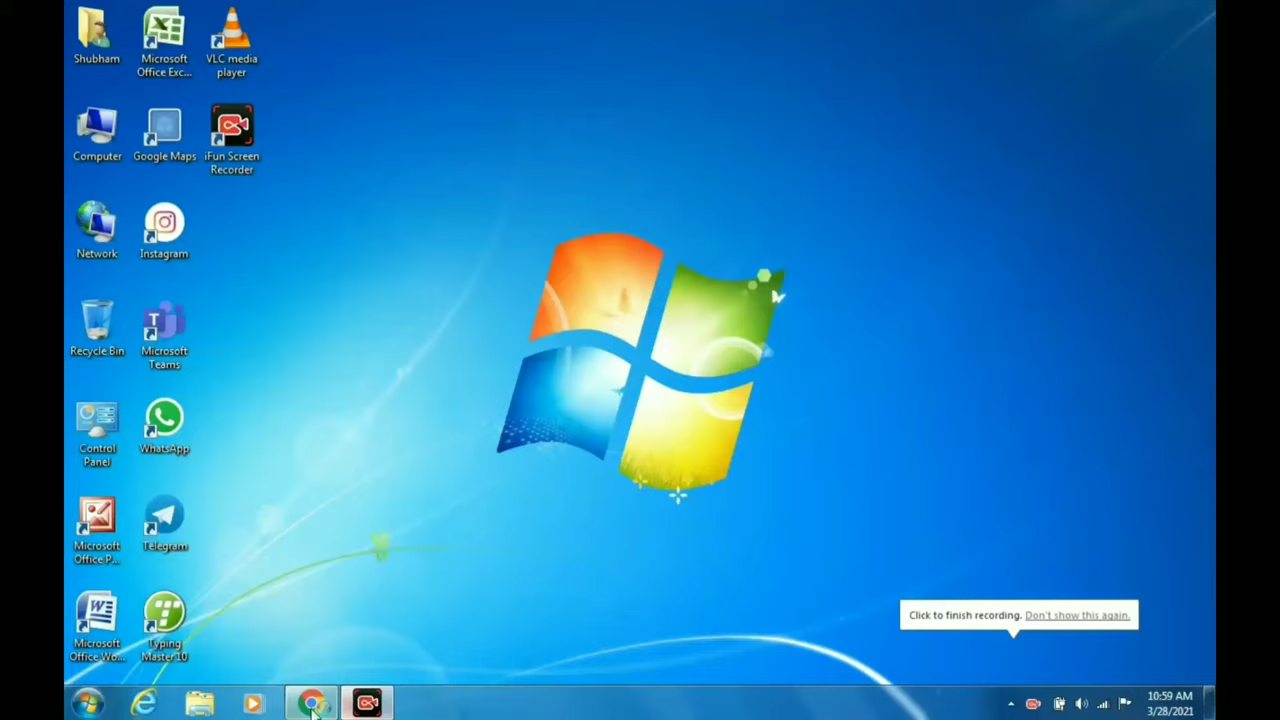 Shubham
Microsoft
Office Exc...
VLC media
player
Computer
Google Maps
iFun Screen
Recorder
Network
Instagram
Recycle Bin
Microsoft
Teams
Control
Panel
WhatsApp
Microsoft
Office P...
Telegram
Microsoft
Office Wo...
Typing
Master 10
Click to finish recording. Don't show this again.
10:59 AM
3/28/2021